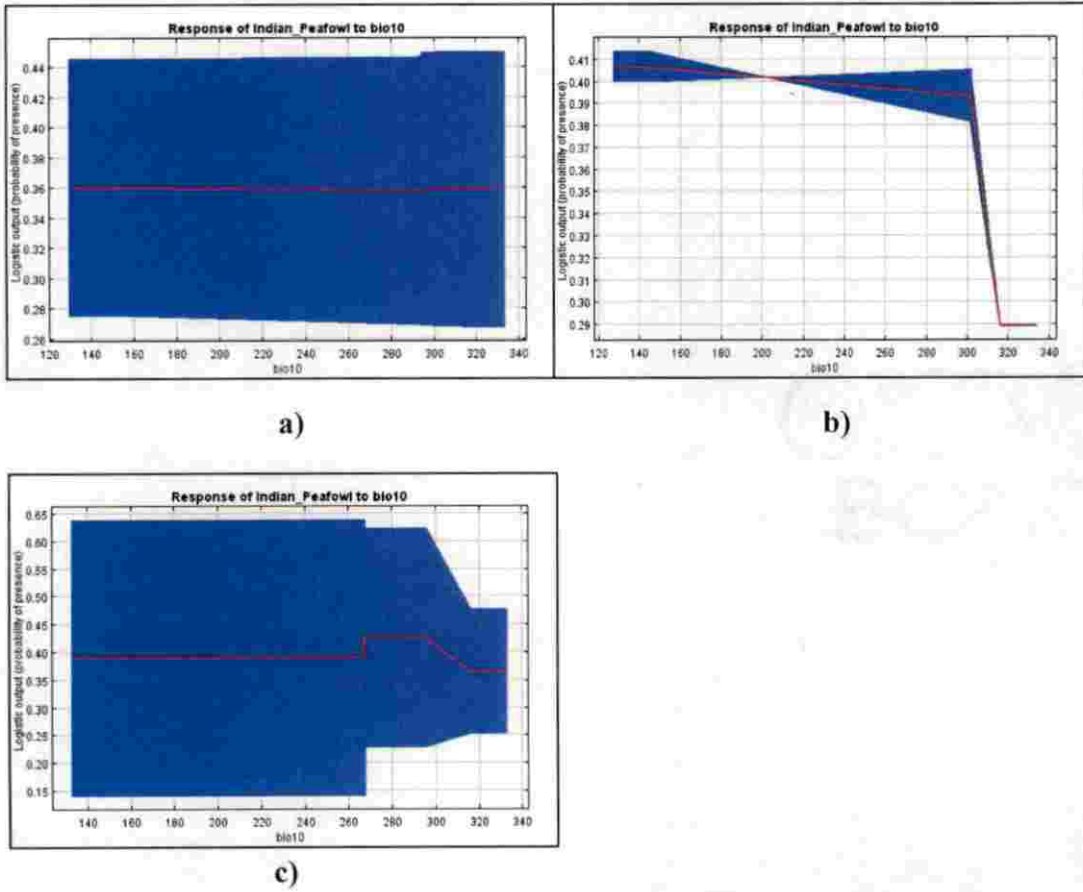 Response of Indian_Peafowl to bio10
Logistic output (probability of presence)
0.44
0.42
0.40
0.38
0.36
0.34
0.32
0.30
0.28
0.26
120 140 160 180 200 220 240 260 280 300 320 340
bio10
a)
Response of Indian_Peafowl to bio10
Logistic output (probability of presence)
0.41
0.40
0.39
0.38
0.37
0.36
0.35
0.34
0.33
0.32
0.31
0.30
0.29
120 140 160 180 200 220 240 260 280 300 320 340
bio10
b)
Response of Indian_Peafowl to bio10
Logistic output (probability of presence)
0.65
0.60
0.55
0.50
0.45
0.40
0.35
0.30
0.25
0.20
0.15
140 160 180 200 220 240 260 280 300 320 340
bio10
c)